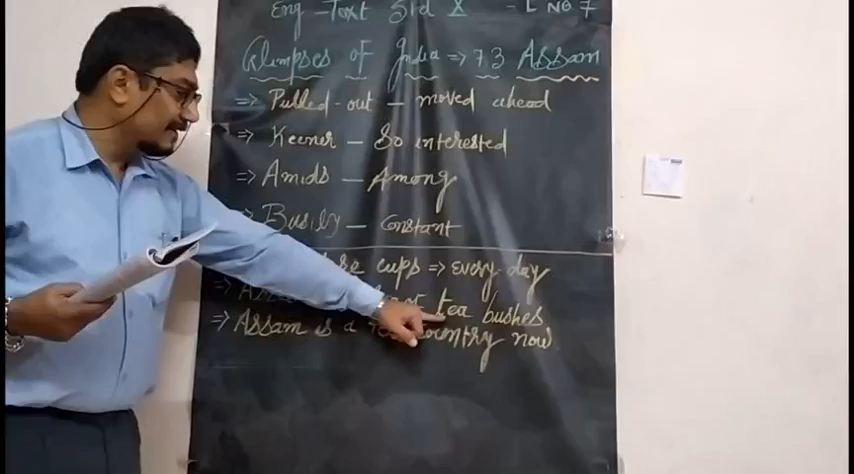 Eng - Text Std X - L No 7
Glimpses of India => 7.3 Assam
=> Pulled-out - moved ahead
=> Keener - So interested
=> Amids - Among
=> Busily - Constant
cups => every day
=> tea bushes
=> Assam is a country now